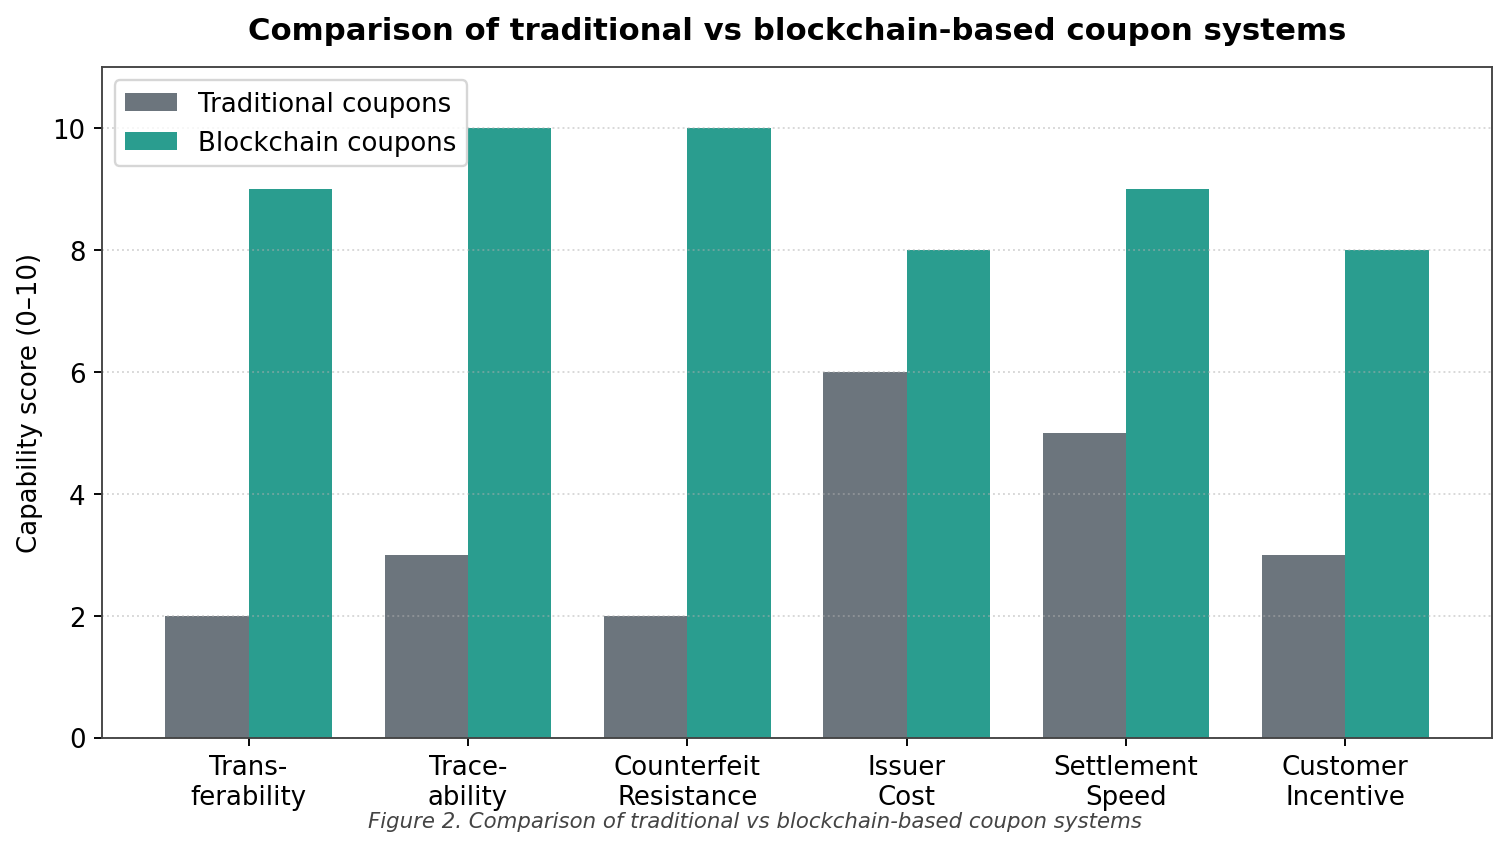 Comparison of traditional vs blockchain-based coupon systems
Traditional coupons
Blockchain coupons
Capability score (0–10)
10
8
6
4
2
0
Trans-
ferability
Trace-
ability
Counterfeit
Resistance
Issuer
Cost
Settlement
Speed
Customer
Incentive
Figure 2. Comparison of traditional vs blockchain-based coupon systems